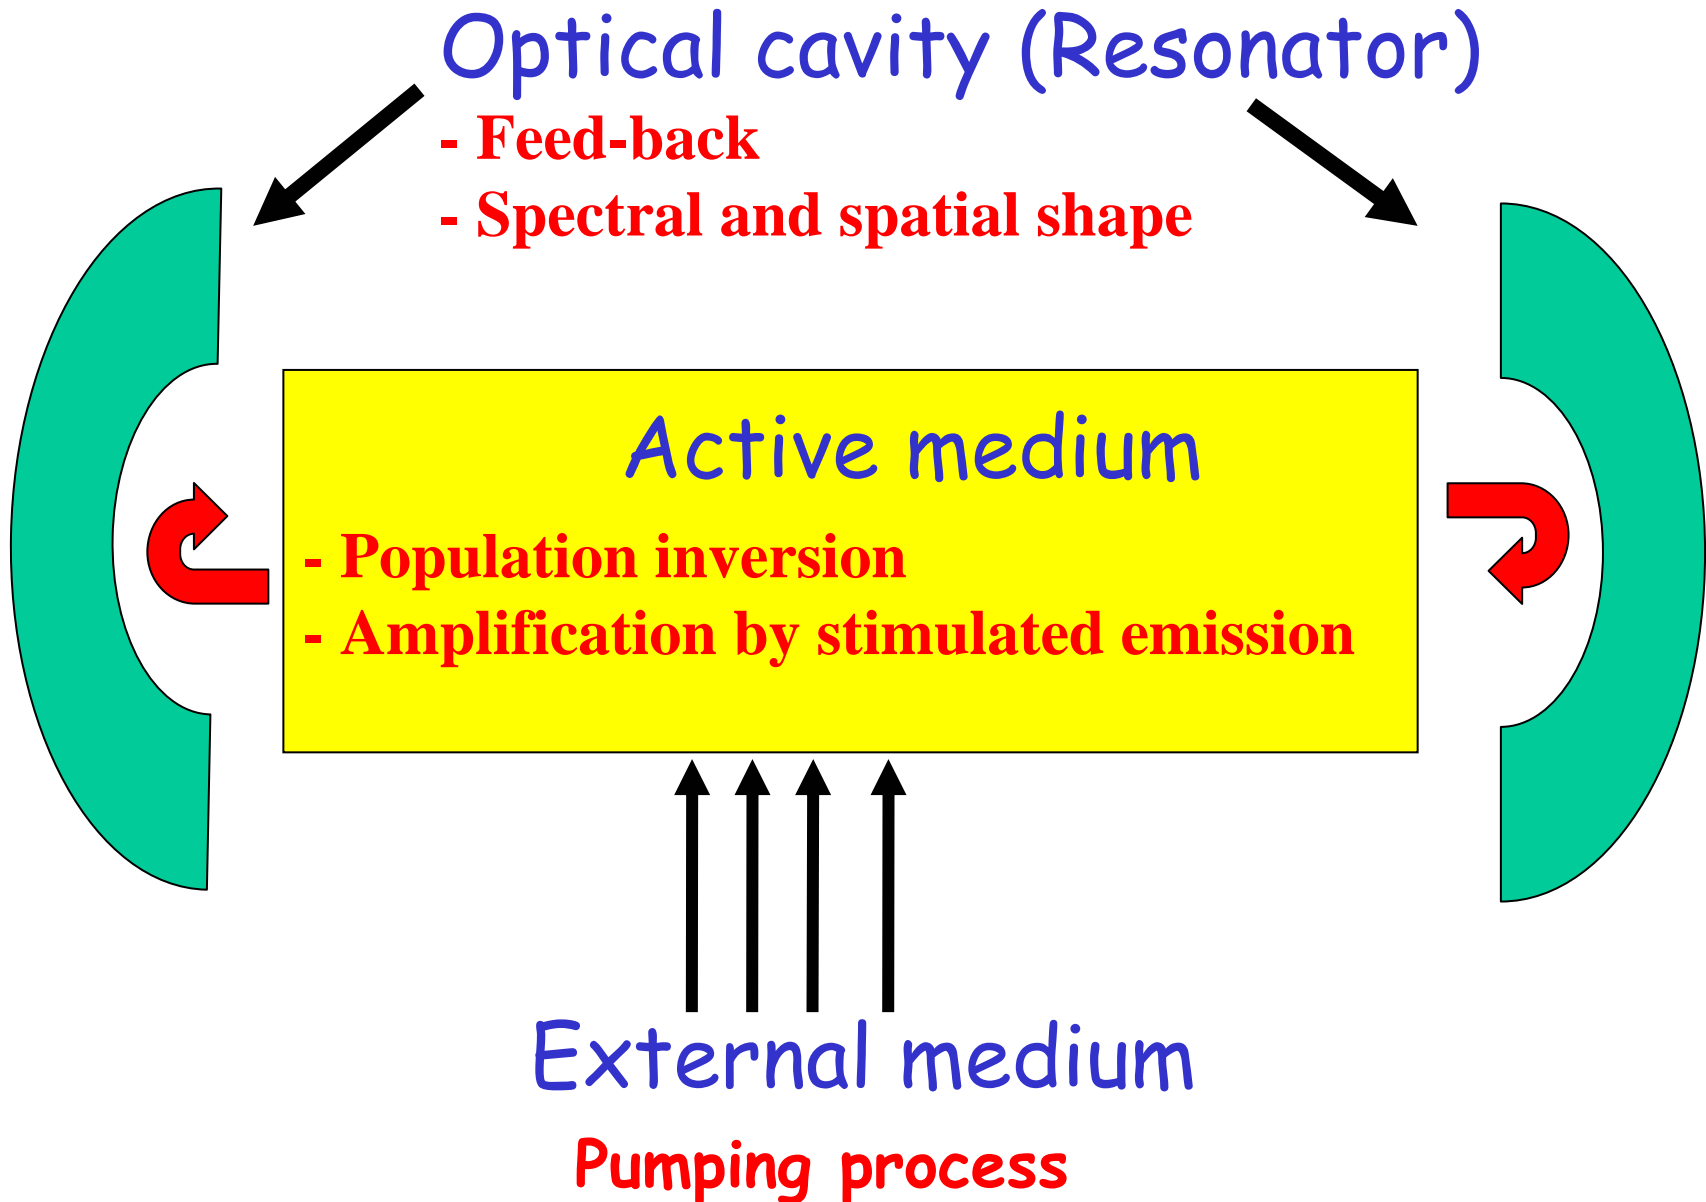 Optical cavity (Resonator)
- Feed-back
- Spectral and spatial shape
Active medium
- Population inversion
- Amplification by stimulated emission
External medium
Pumping process